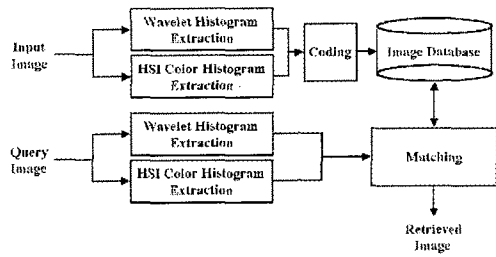 Input
Image
Wavelet Histogram
Extraction
HSI Color Histogram
Extraction
Coding
Image Database
Query
Image
Wavelet Histogram
Extraction
HSI Color Histogram
Extraction
Matching
Retrieved
Image